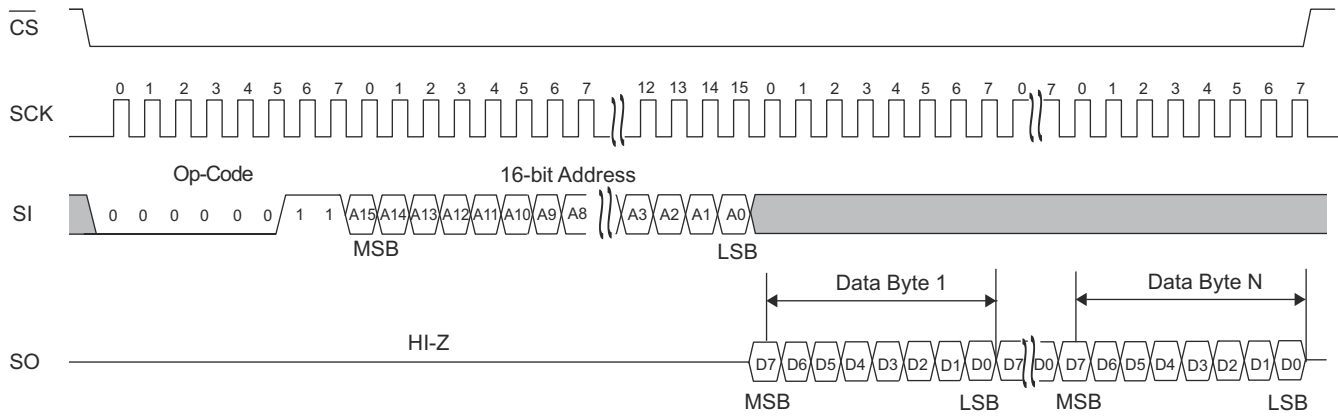 CS
SCK
0 1 2 3 4 5 6 7 0 1 2 3 4 5 6 7 12 13 14 15 0 1 2 3 4 5 6 7 0 7 0 1 2 3 4 5 6 7
Op-Code
16-bit Address
SI
0 0 0 0 0 0 1 1 A15 A14 A13 A12 A11 A10 A9 A8 A3 A2 A1 A0
MSB
LSB
Data Byte 1
Data Byte N
HI-Z
SO
D7 D6 D5 D4 D3 D2 D1 D0 D7 D0 D7 D6 D5 D4 D3 D2 D1 D0
MSB
LSB
MSB
LSB